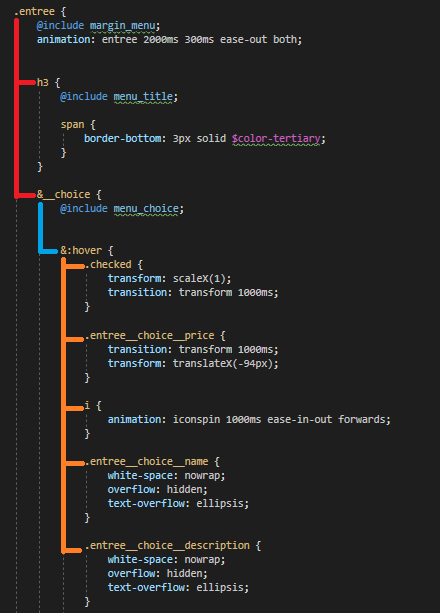 .entree {
@include margin_menu;
animation: entree 2000ms 300ms ease-out both;
h3 {
@include menu_title;
span {
border-bottom: 3px solid $color-tertiary;
}
}
&__choice {
@include menu_choice;
&:hover {
.checked {
transform: scaleX(1);
transition: transform 1000ms;
}
.entree__choice__price {
transition: transform 1000ms;
transform: translateX(-94px);
}
i {
animation: iconspin 1000ms ease-in-out forwards;
}
.entree__choice__name {
white-space: nowrap;
overflow: hidden;
text-overflow: ellipsis;
}
.entree__choice__description {
white-space: nowrap;
overflow: hidden;
text-overflow: ellipsis;
}